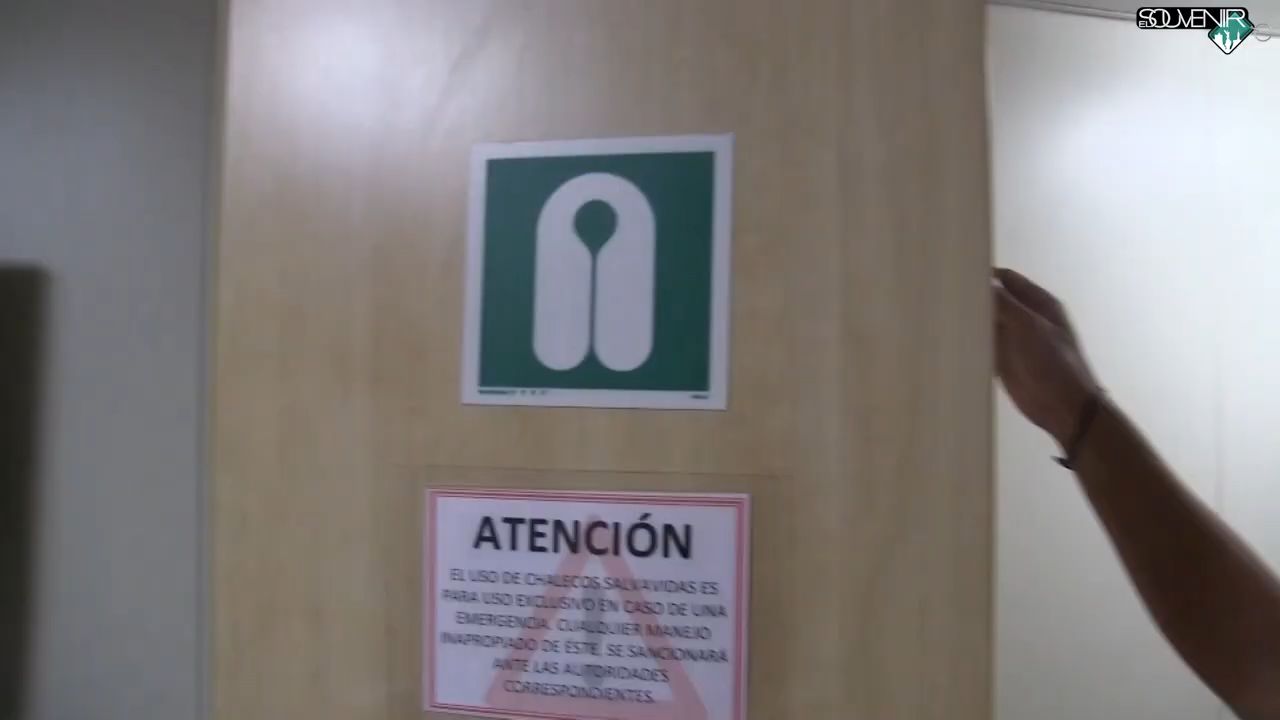 EL SOUVENIR
ATENCIÓN
EL USO DE CHALECOS SALVAVIDAS ES
PARA USO EXCLUSIVO EN CASO DE UNA
EMERGENCIA. CUALQUIER MANEJO
INAPROPIADO DE ESTE, SE SANCIONARÁ
ANTE LAS AUTORIDADES
CORRESPONDIENTES.